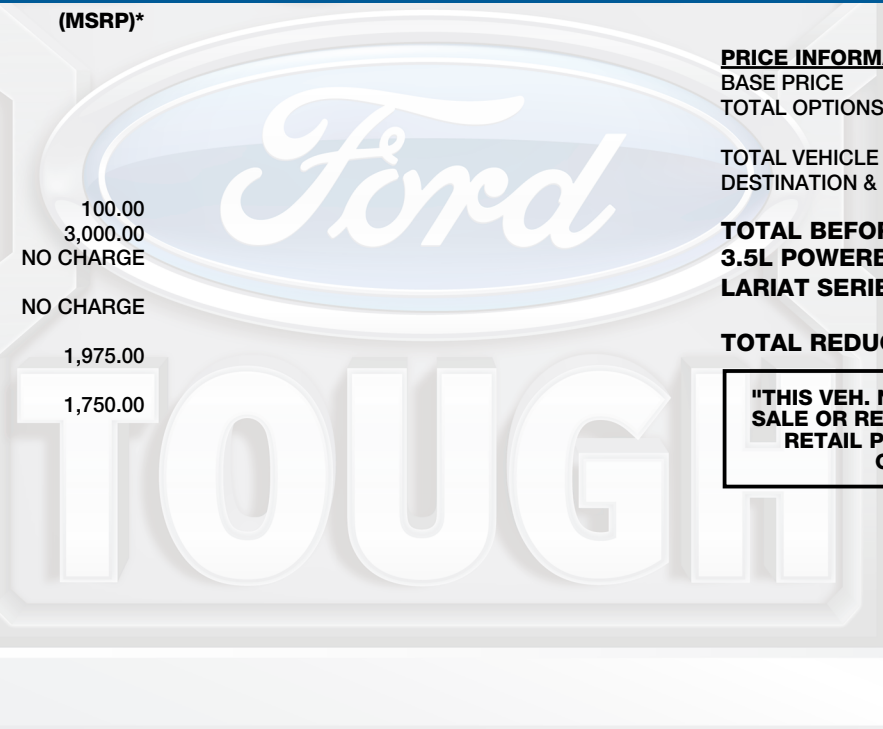 (MSRP)*
100.00
3,000.00
NO CHARGE
NO CHARGE
1,975.00
1,750.00
Ford
TOUGH
PRICE INFORMA
BASE PRICE
TOTAL OPTIONS
TOTAL VEHICLE
DESTINATION &
TOTAL BEFOR
3.5L POWERE
LARIAT SERIE
TOTAL REDUC
"THIS VEH. N
SALE OR RE
RETAIL P